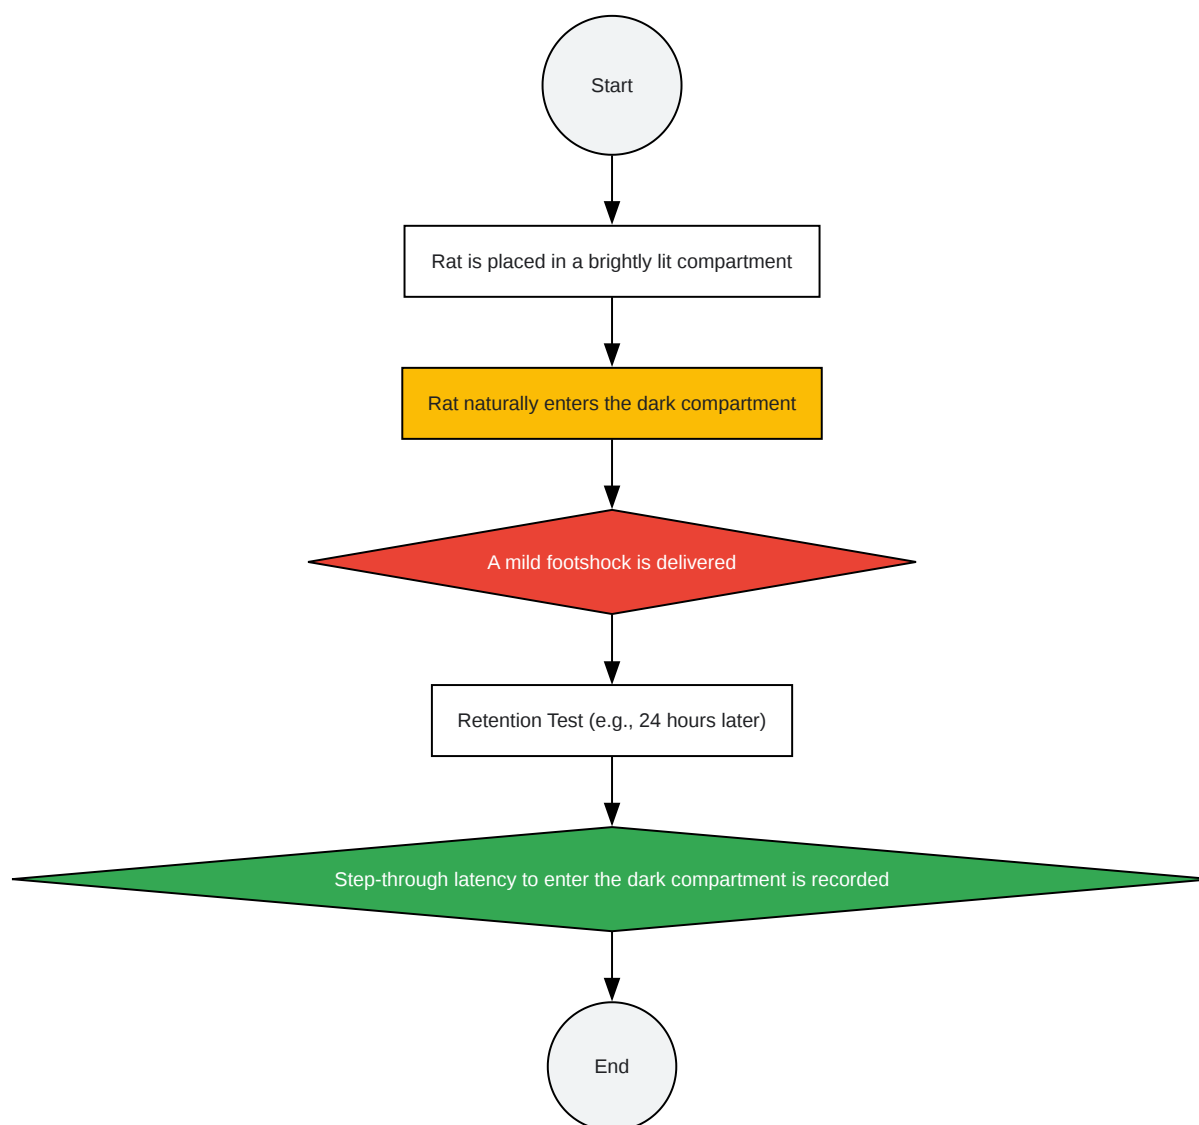 Start
Rat is placed in a brightly lit compartment
Rat naturally enters the dark compartment
A mild footshock is delivered
Retention Test (e.g., 24 hours later)
Step-through latency to enter the dark compartment is recorded
End